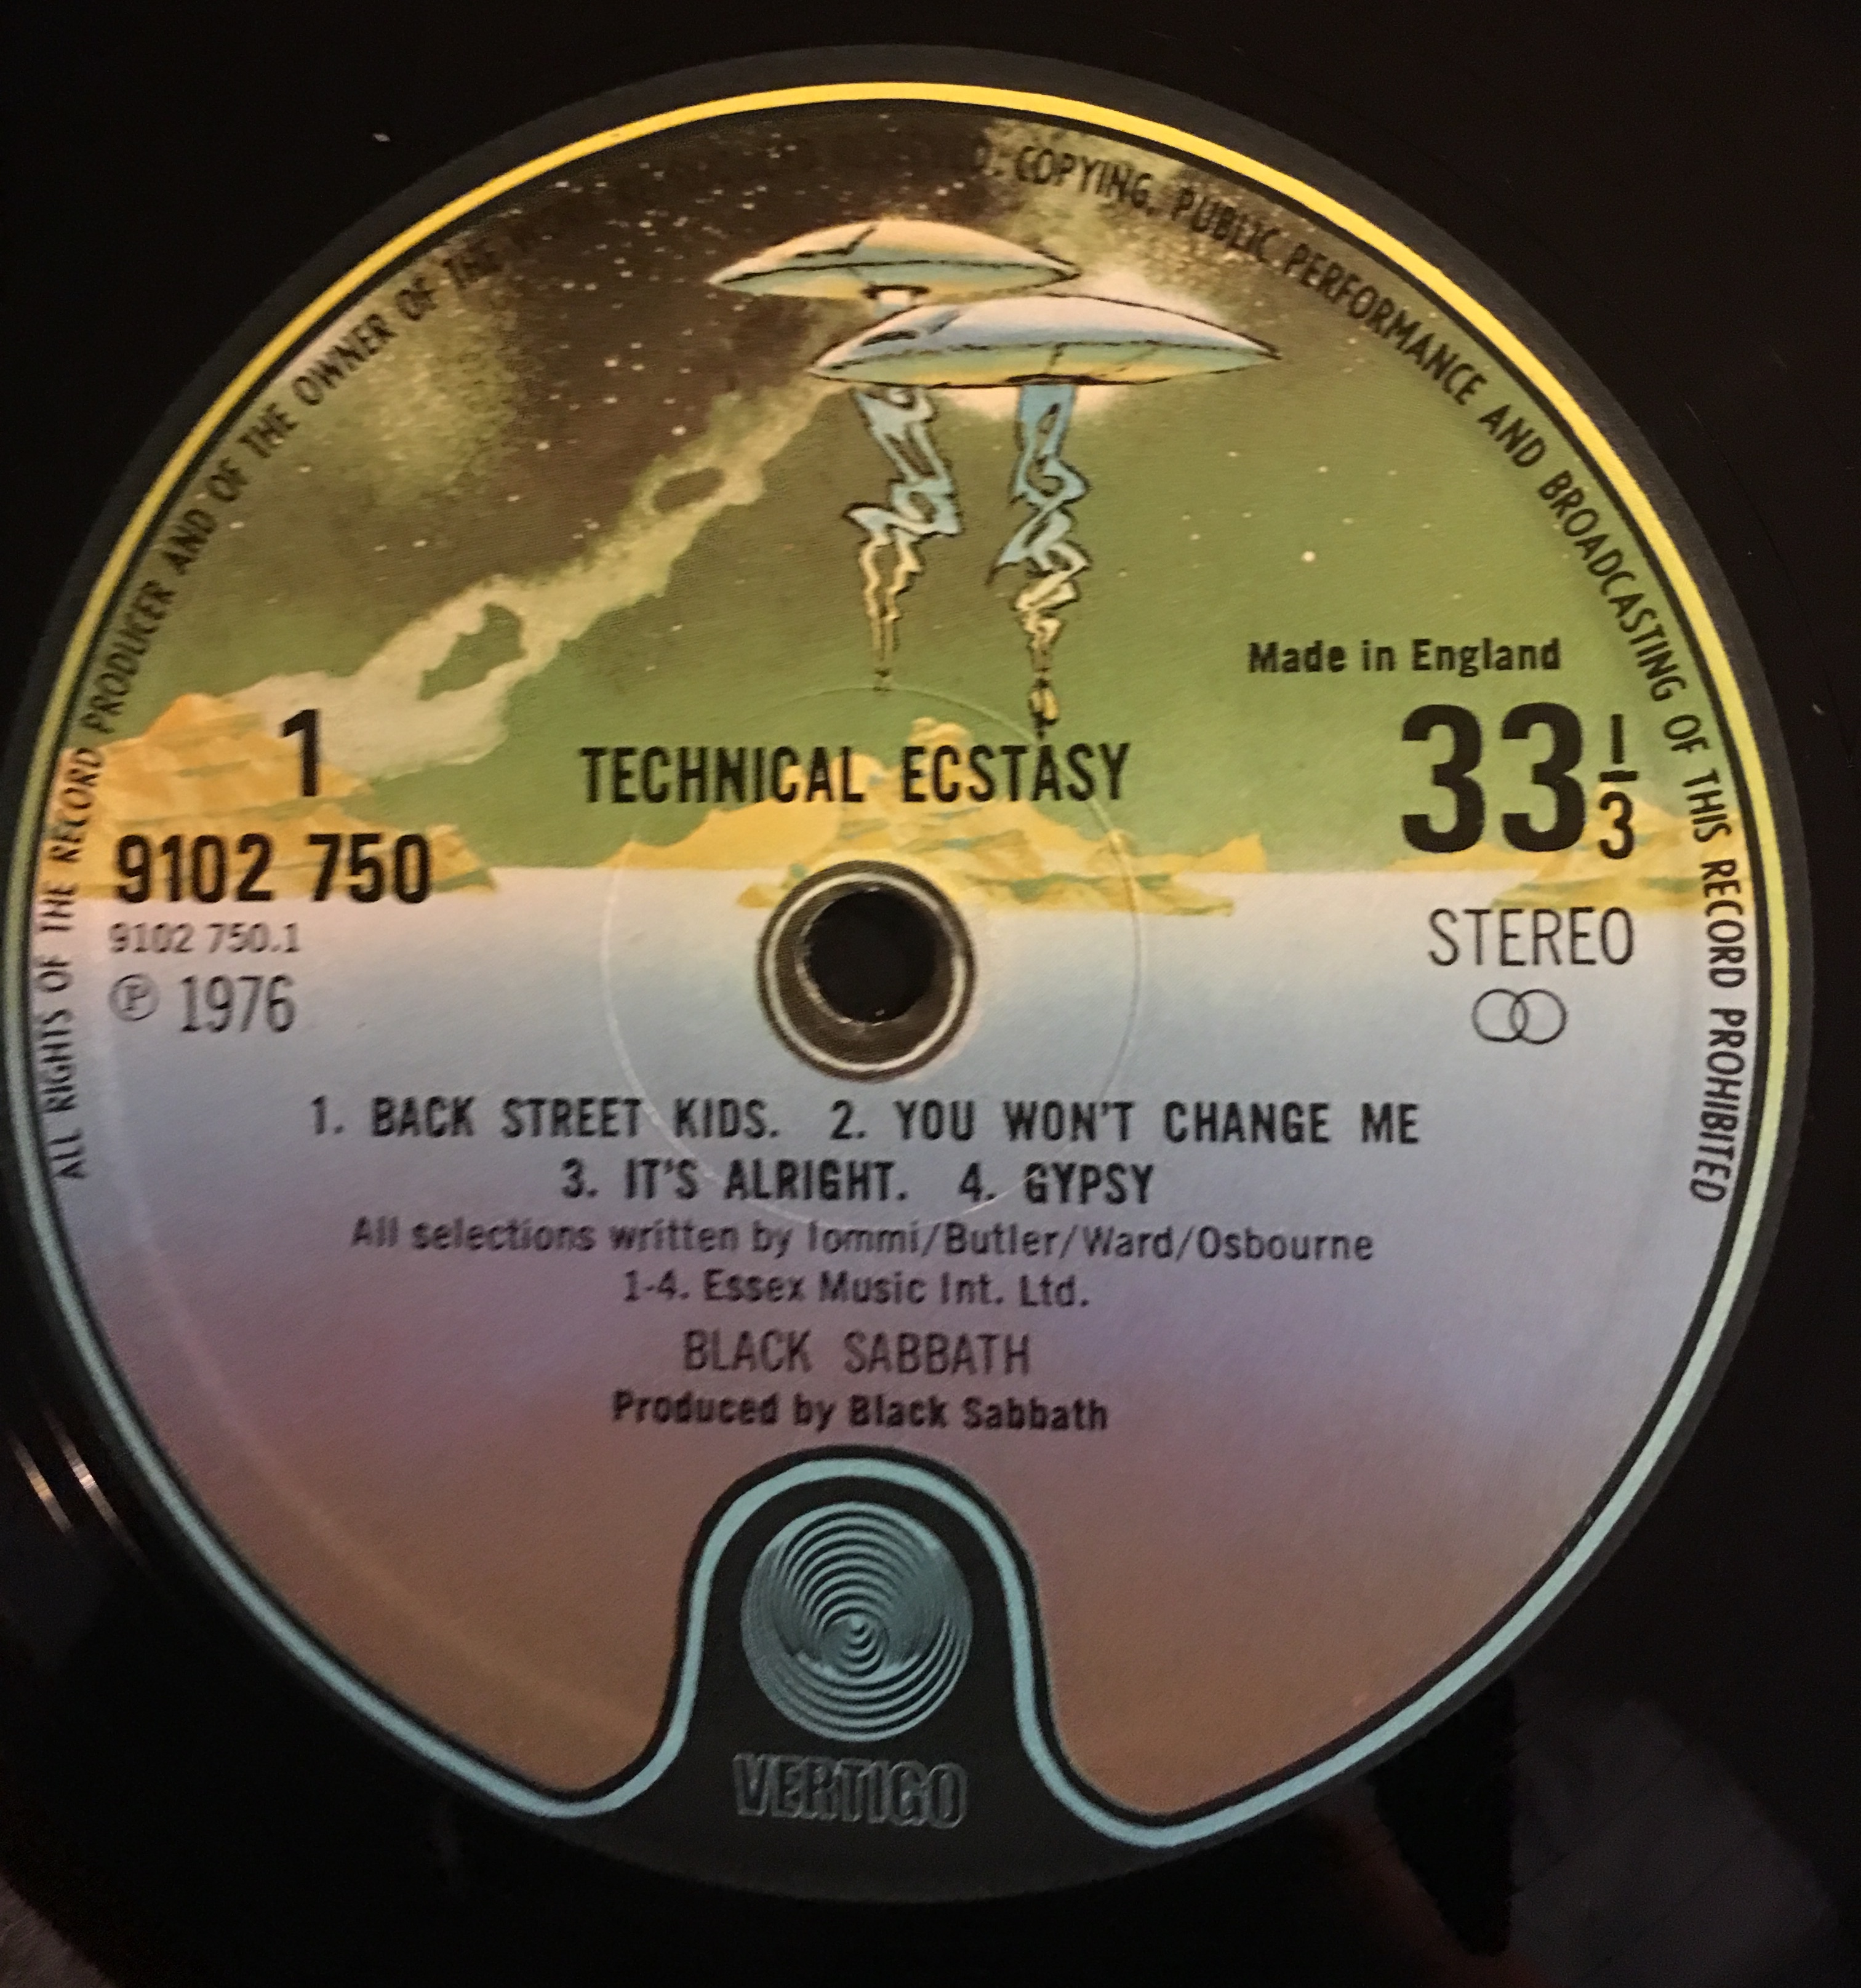 ALL RIGHTS OF THE RECORD PRODUCER AND OF THE OWNER OF THE COPYING, PUBLIC PERFORMANCE AND BROADCASTING OF THIS RECORD PROHIBITED
Made in England
1
TECHNICAL ECSTASY
33 1/3
9102 750
9102 750.1
STEREO
℗ 1976
1. BACK STREET KIDS. 2. YOU WON'T CHANGE ME
3. IT'S ALRIGHT. 4. GYPSY
All selections written by Iommi/Butler/Ward/Osbourne
1-4. Essex Music Int. Ltd.
BLACK SABBATH
Produced by Black Sabbath
VERTIGO